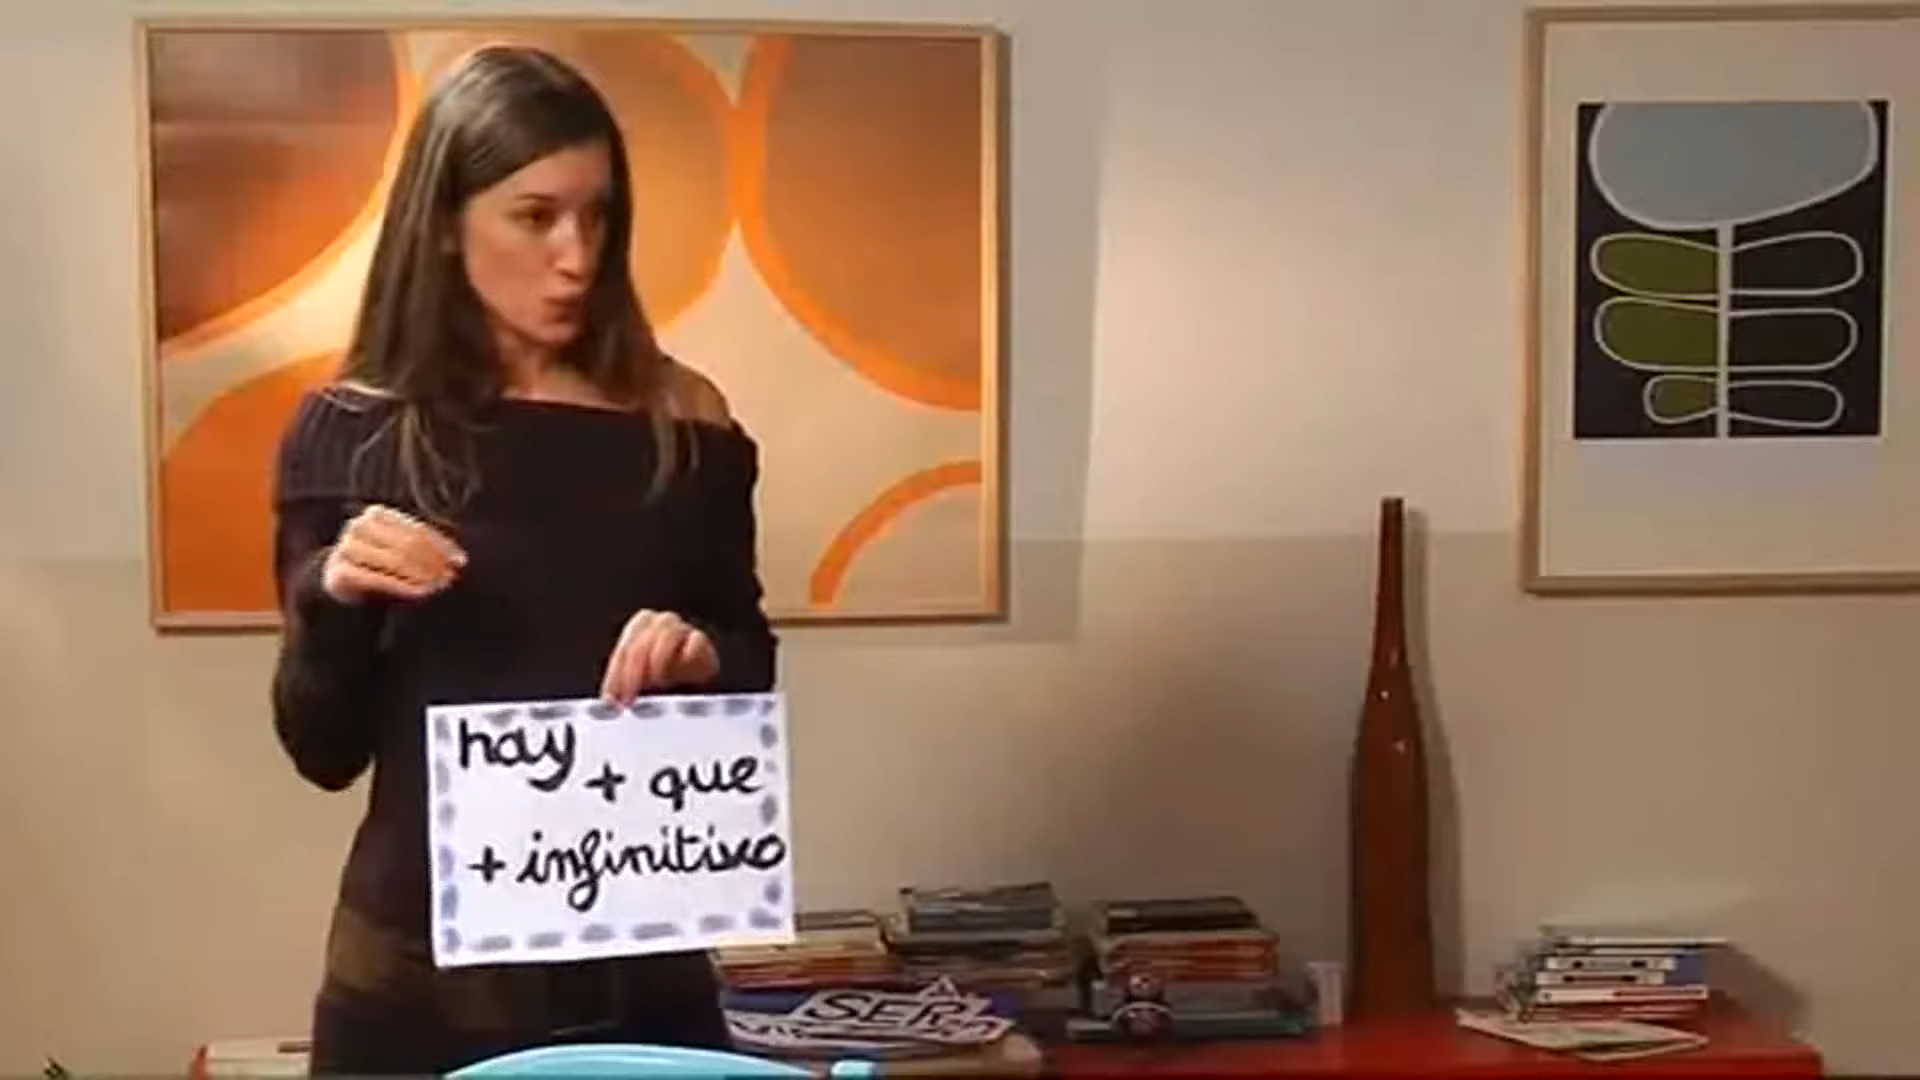 hay + que
+ infinitivo
SER